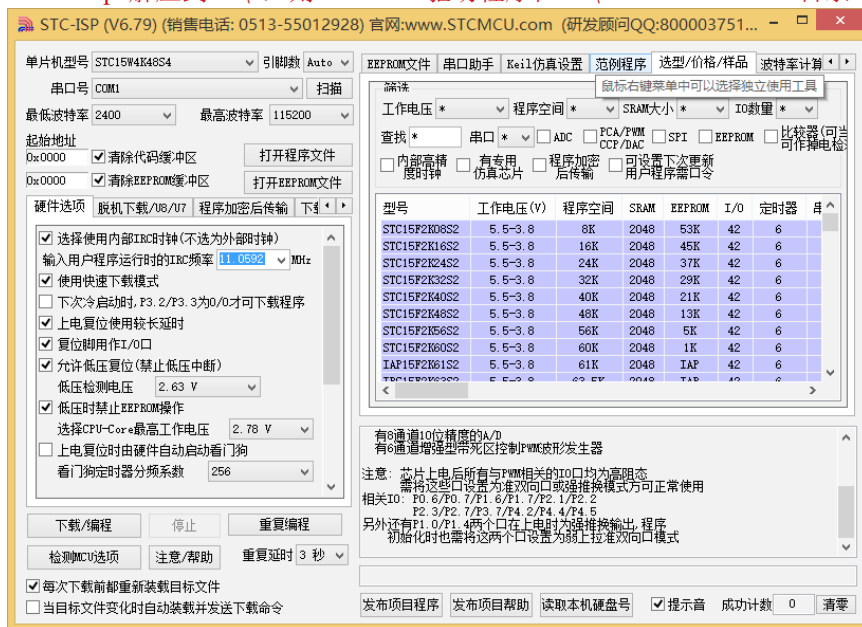 STC-ISP (V6.79) (销售电话: 0513-55012928) 官网:www.STCMCU.com (研发顾问QQ:800003751...
单片机型号 STC15W4K48S4 引脚数 Auto
串口号 COM1 扫描
最低波特率 2400 最高波特率 115200
起始地址
0x0000 清除代码缓冲区 打开程序文件
0x0000 清除EEPROM缓冲区 打开EEPROM文件
硬件选项 脱机下载/U8/U7 程序加密后传输
选择使用内部IRC时钟(不选为外部时钟)
输入用户程序运行时的IRC频率 11.0592 MHz
使用快速下载模式
下次冷启动时,P3.2/P3.3为0/0才可下载程序
上电复位使用较长延时
复位脚用作I/O口
允许低压复位(禁止低压中断)
低压检测电压 2.63 V
低压时禁止EEPROM操作
选择CPU-Core最高工作电压 2.78 V
上电复位时由硬件自动启动看门狗
看门狗定时器分频系数 256
下载/编程 停止 重复编程
检测MCU选项 注意/帮助 重复延时 3 秒
每次下载前都重新装载目标文件
当目标文件变化时自动装载并发送下载命令
EEPROM文件 串口助手 Keil仿真设置 范例程序 选型/价格/样品 波特率计算
鼠标右键菜单中可以选择独立使用工具
筛选
工作电压 * 程序空间 * SRAM大小 * IO数量 *
查找 * 串口 * ADC PCA/PWM CCP/DAC SPI EEPROM 比较器(可当 可作掉电检
内部高精度时钟 有专用仿真芯片 程序加密后传输 可设置下次更新用户程序需口令
型号 工作电压(V) 程序空间 SRAM EEPROM I/O 定时器 串
STC15F2K08S2 5.5-3.8 8K 2048 53K 42 6
STC15F2K16S2 5.5-3.8 16K 2048 45K 42 6
STC15F2K24S2 5.5-3.8 24K 2048 37K 42 6
STC15F2K32S2 5.5-3.8 32K 2048 29K 42 6
STC15F2K40S2 5.5-3.8 40K 2048 21K 42 6
STC15F2K48S2 5.5-3.8 48K 2048 13K 42 6
STC15F2K56S2 5.5-3.8 56K 2048 5K 42 6
STC15F2K60S2 5.5-3.8 60K 2048 1K 42 6
IAP15F2K61S2 5.5-3.8 61K 2048 IAP 42 6
有8通道10位精度的A/D
有6通道增强型带死区控制PWM波形发生器
注意: 芯片上电后所有与PWM相关的IO口均为高阻态
需将这些口设置为准双向口或强推挽模式方可正常使用
相关IO: P0.6/P0.7/P1.6/P1.7/P2.1/P2.2
P2.3/P2.7/P3.7/P4.2/P4.4/P4.5
另外还有P1.0/P1.4两个口在上电时为强推挽输出,程序
初始化时也需将这两个口设置为弱上拉准双向口模式
发布项目程序 发布项目帮助 读取本机硬盘号 提示音 成功计数 0 清零